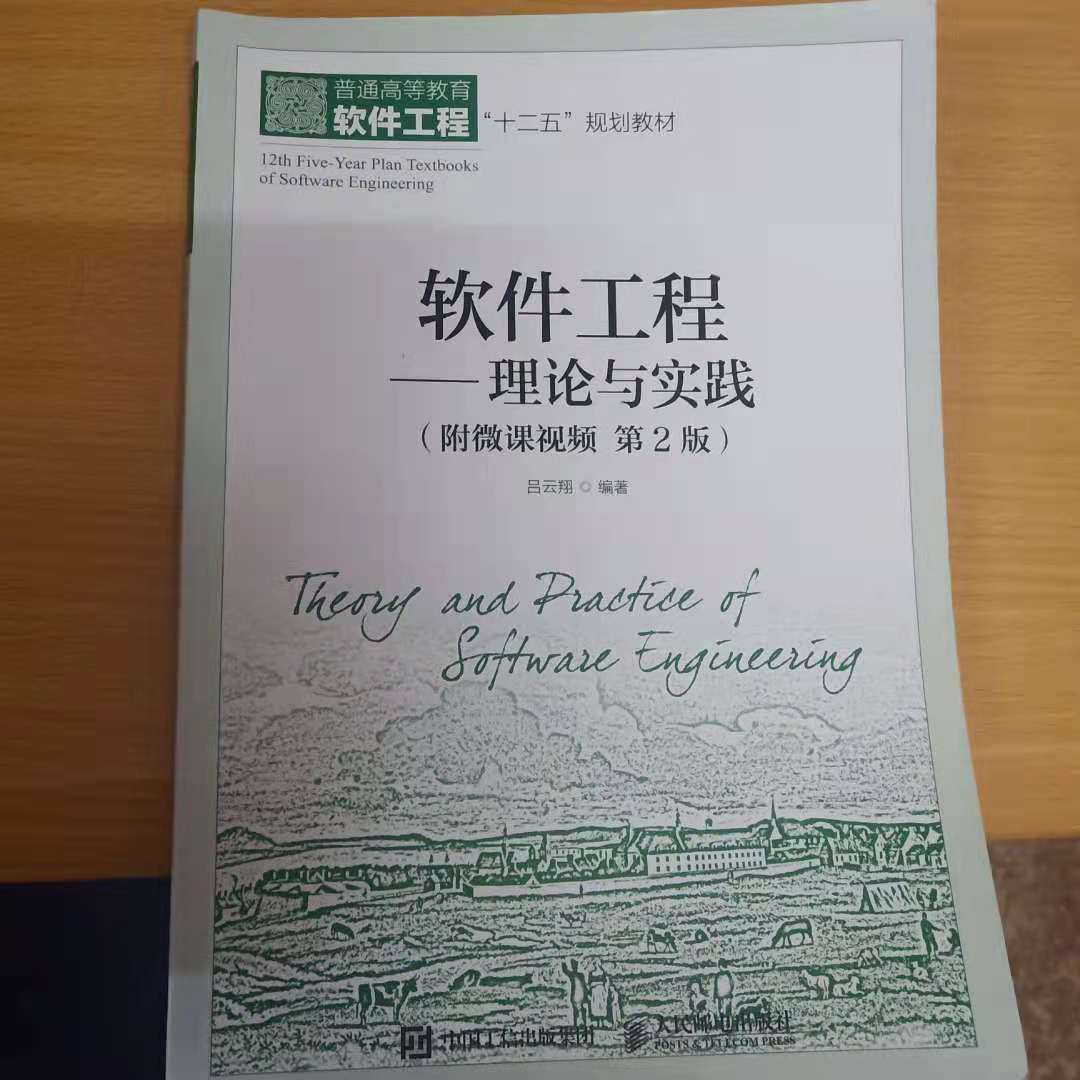 普通高等教育
软件工程 “十二五”规划教材
12th Five-Year Plan Textbooks
of Software Engineering
软件工程
——理论与实践
（附微课视频 第2版）
吕云翔◎编著
Theory and Practice of
Software Engineering
中国工信出版集团 人民邮电出版社
POSTS & TELECOM PRESS